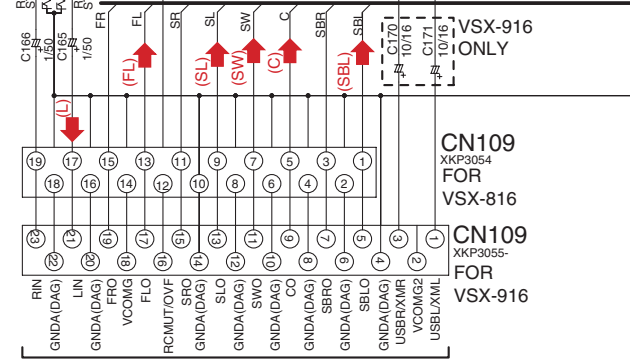 R
S
R
S
FR
FL
SR
SL
SW
C
SBR
SBL
C166
1/50
C165
1/50
C170
10/16
C171
10/16
VSX-916
ONLY
(L)
(FL)
(SL)
(SW)
(C)
(SBL)
19 17 15 13 11 9 7 5 3 1
18 16 14 12 10 8 6 4 2
CN109
XKP3054
FOR
VSX-816
23 21 19 17 15 13 11 9 7 5 3 1
22 20 18 16 14 12 10 8 6 4 2
CN109
XKP3055-
FOR
VSX-916
RIN
GNDA(DAG)
LIN
GNDA(DAG)
FRO
VCOMG
FLO
RCMUT/OVF
SRO
GNDA(DAG)
SLO
GNDA(DAG)
SWO
GNDA(DAG)
CO
GNDA(DAG)
SBRO
GNDA(DAG)
SBLO
GNDA(DAG)
USBR/XMR
VCOMG2
USBL/XML